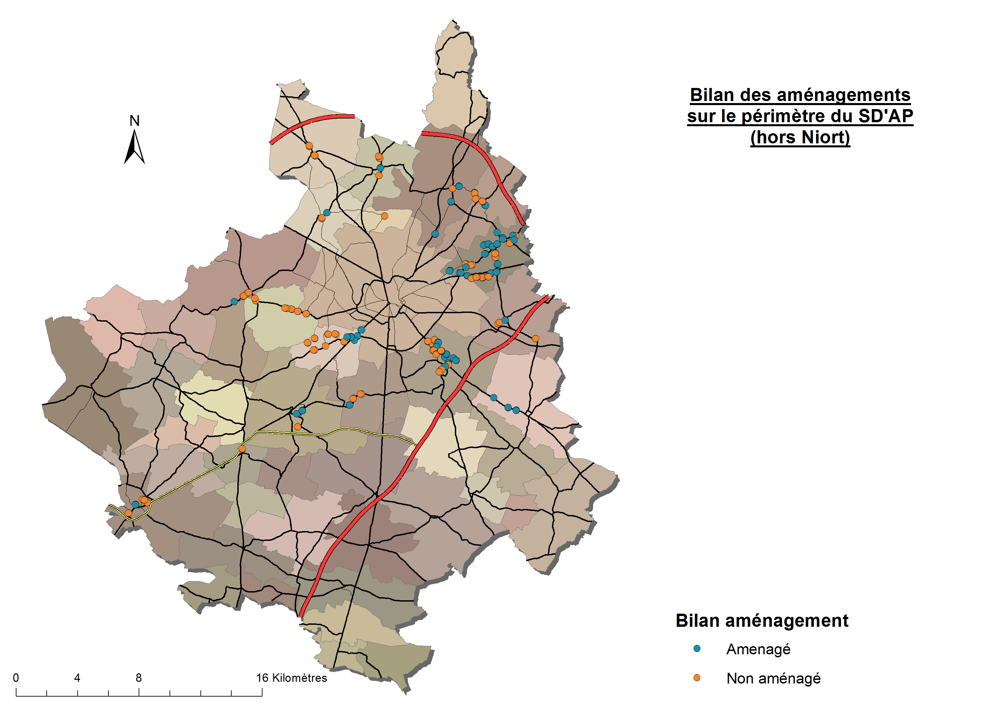 Bilan des aménagements
sur le périmètre du SD'AP
(hors Niort)
N
Bilan aménagement
Amenagé
Non aménagé
0 4 8 16 Kilomètres